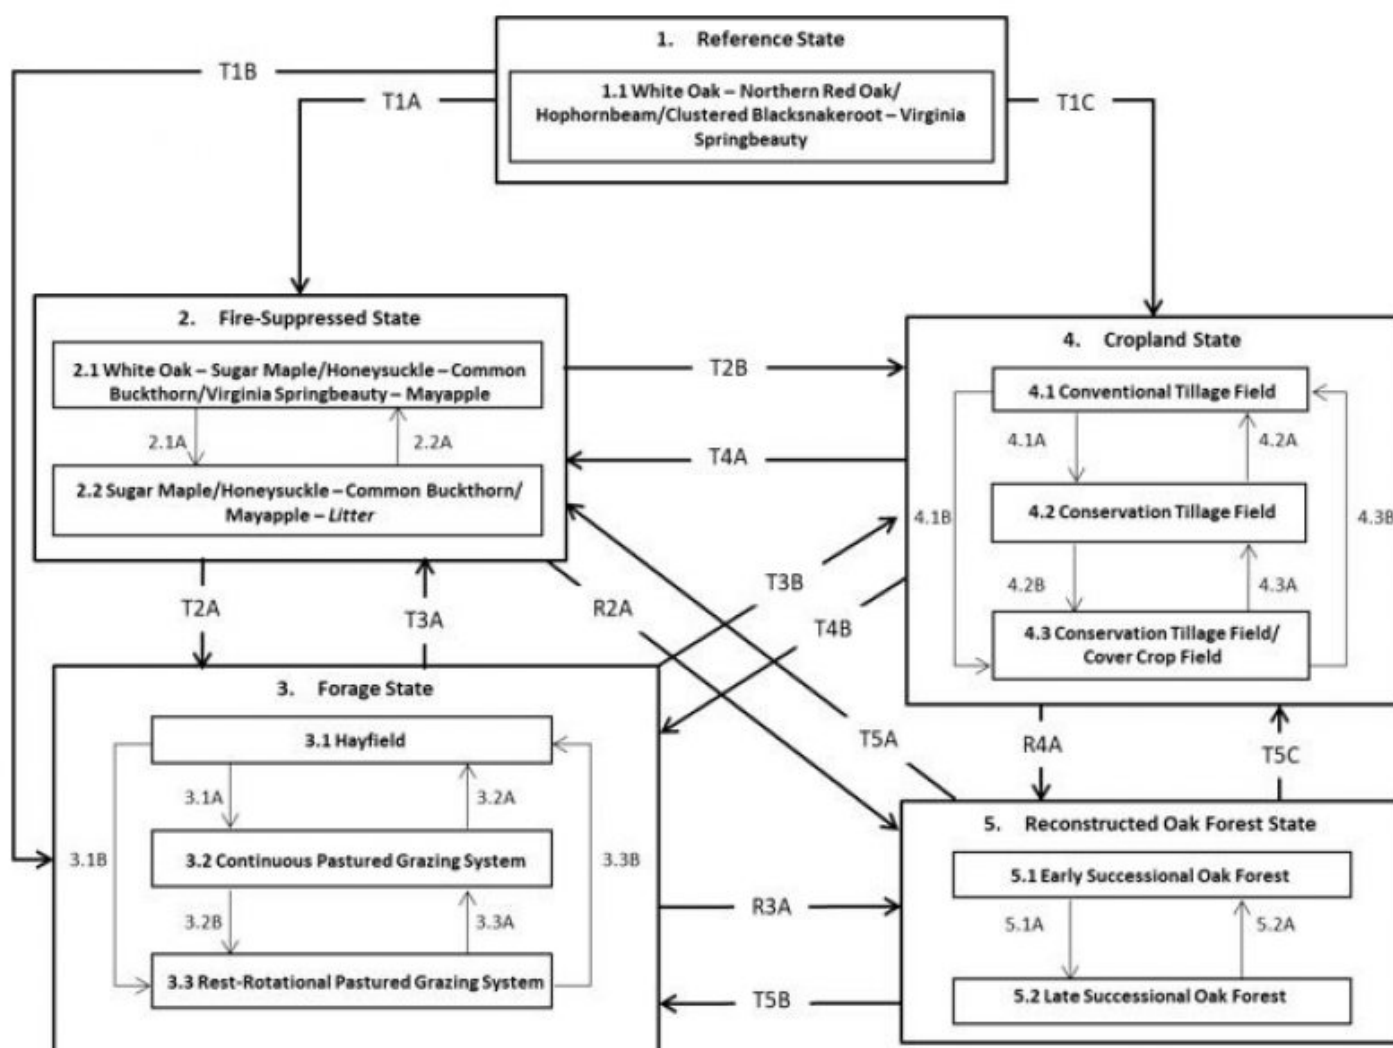 1. Reference State
1.1 White Oak – Northern Red Oak/
Hophornbeam/Clustered Blacksnakeroot – Virginia
Springbeauty
T1B
T1A
T1C
2. Fire-Suppressed State
2.1 White Oak – Sugar Maple/Honeysuckle – Common
Buckthorn/Virginia Springbeauty – Mayapple
2.1A
2.2A
2.2 Sugar Maple/Honeysuckle – Common Buckthorn/
Mayapple – Litter
T2B
T4A
4. Cropland State
4.1 Conventional Tillage Field
4.1A
4.2A
4.2 Conservation Tillage Field
4.1B
4.3B
4.2B
4.3A
4.3 Conservation Tillage Field/
Cover Crop Field
T2A
T3A
R2A
T3B
T4B
T5A
R4A
T5C
3. Forage State
3.1 Hayfield
3.1A
3.2A
3.2 Continuous Pastured Grazing System
3.1B
3.3B
3.2B
3.3A
3.3 Rest-Rotational Pastured Grazing System
R3A
T5B
5. Reconstructed Oak Forest State
5.1 Early Successional Oak Forest
5.1A
5.2A
5.2 Late Successional Oak Forest